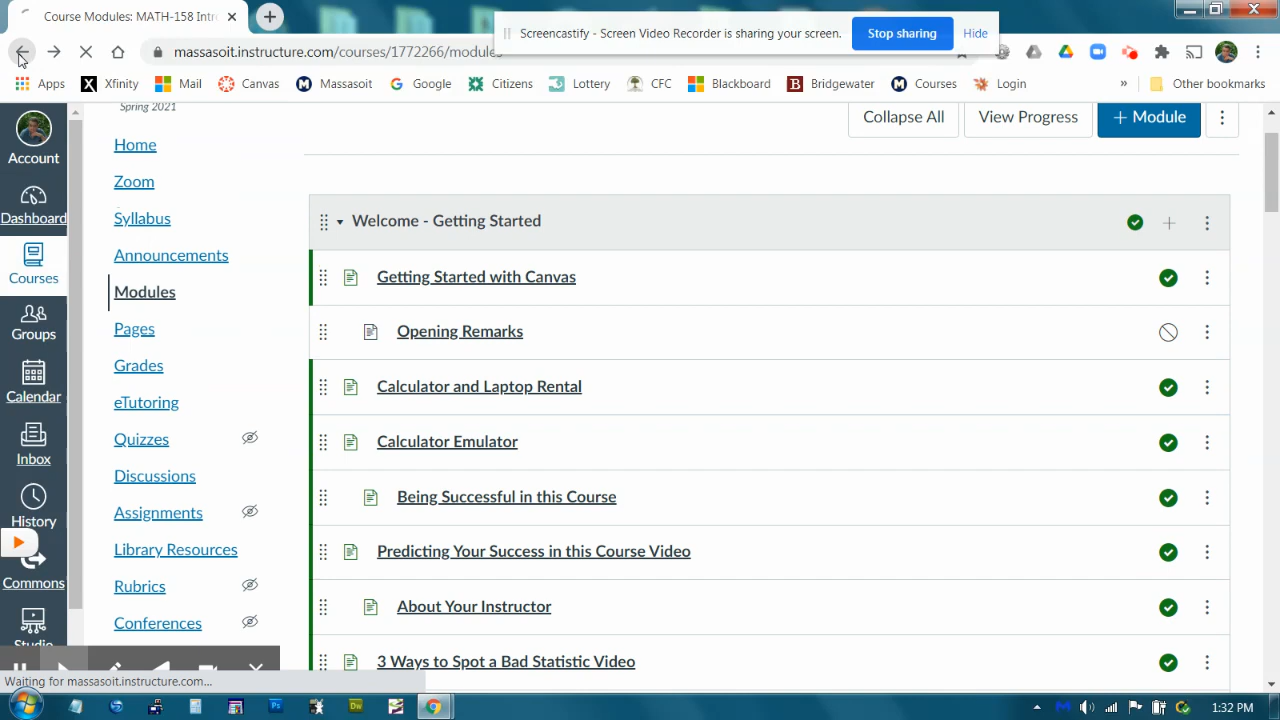 Course Modules: MATH-158 Intr
Screencastify - Screen Video Recorder is sharing your screen.
Stop sharing
Hide
massasoit.instructure.com/courses/1772266/modules
Apps
Xfinity
Mail
Canvas
Massasoit
Google
Citizens
Lottery
CFC
Blackboard
Bridgewater
Courses
Login
»
Other bookmarks
Account
Dashboard
Courses
Groups
Calendar
Inbox
History
Commons
Studio
Spring 2021
Home
Zoom
Syllabus
Announcements
Modules
Pages
Grades
eTutoring
Quizzes
Discussions
Assignments
Library Resources
Rubrics
Conferences
Collapse All
View Progress
+ Module
Welcome - Getting Started
Getting Started with Canvas
Opening Remarks
Calculator and Laptop Rental
Calculator Emulator
Being Successful in this Course
Predicting Your Success in this Course Video
About Your Instructor
3 Ways to Spot a Bad Statistic Video
Waiting for massasoit.instructure.com...
1:32 PM